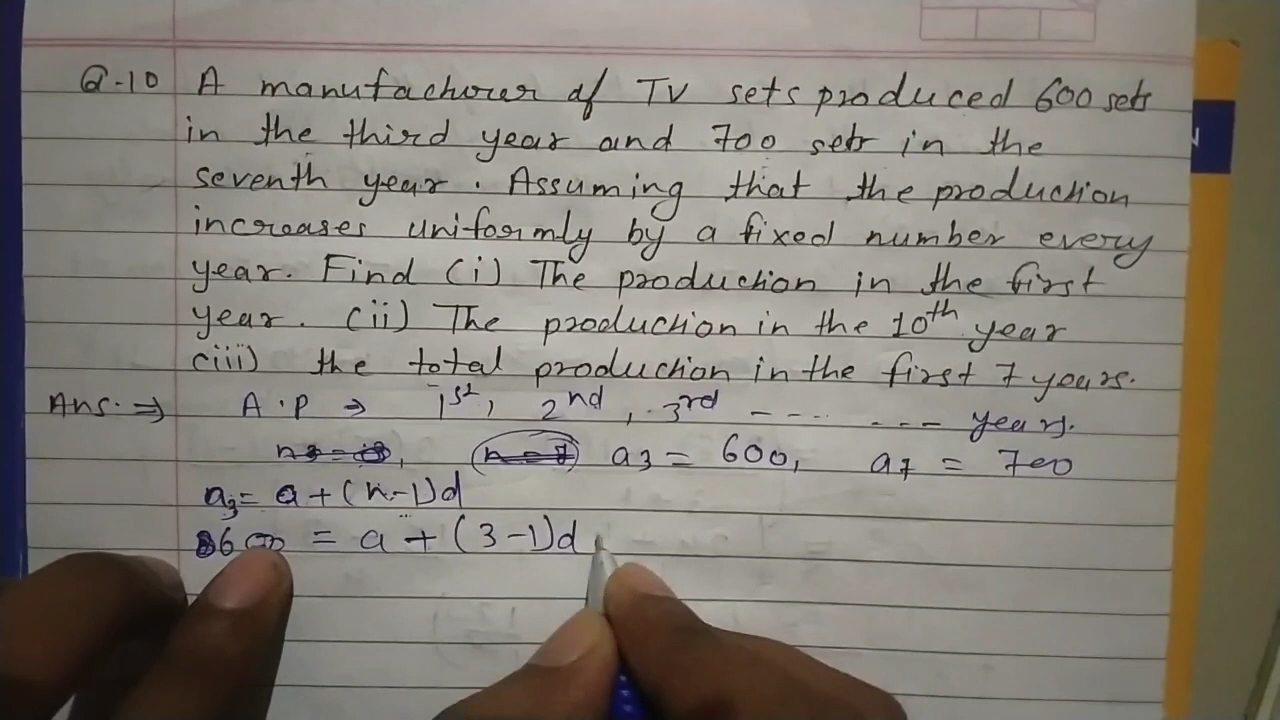 Q-10 A manufacturer of TV sets produced 600 sets
in the third year and 700 sets in the
seventh year. Assuming that the production
increases uniformly by a fixed number every
year. Find (i) The production in the first
year. (ii) The production in the 10th year
(iii) the total production in the first 7 years.
Ans. ⇒ A.P ⇒ 1st, 2nd, 3rd - - - - - - - years.
a3 = 600, a7 = 700
a3 = a + (n-1)d
600 = a + (3-1)d